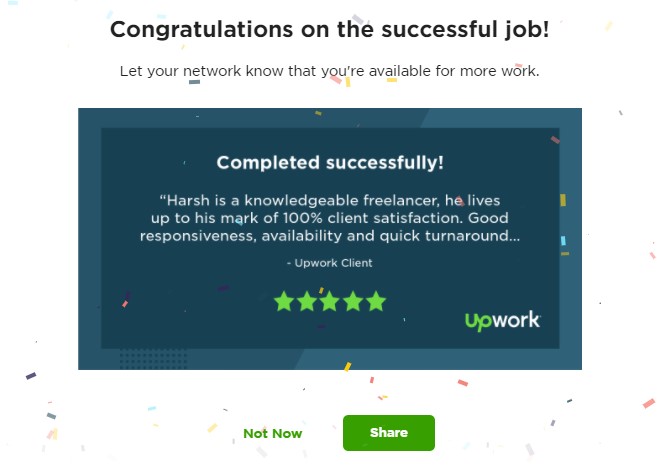 Congratulations on the successful job!
Let your network know that you're available for more work.
Completed successfully!
“Harsh is a knowledgeable freelancer, he lives
up to his mark of 100% client satisfaction. Good
responsiveness, availability and quick turnaround...
- Upwork Client
Upwork
Not Now
Share